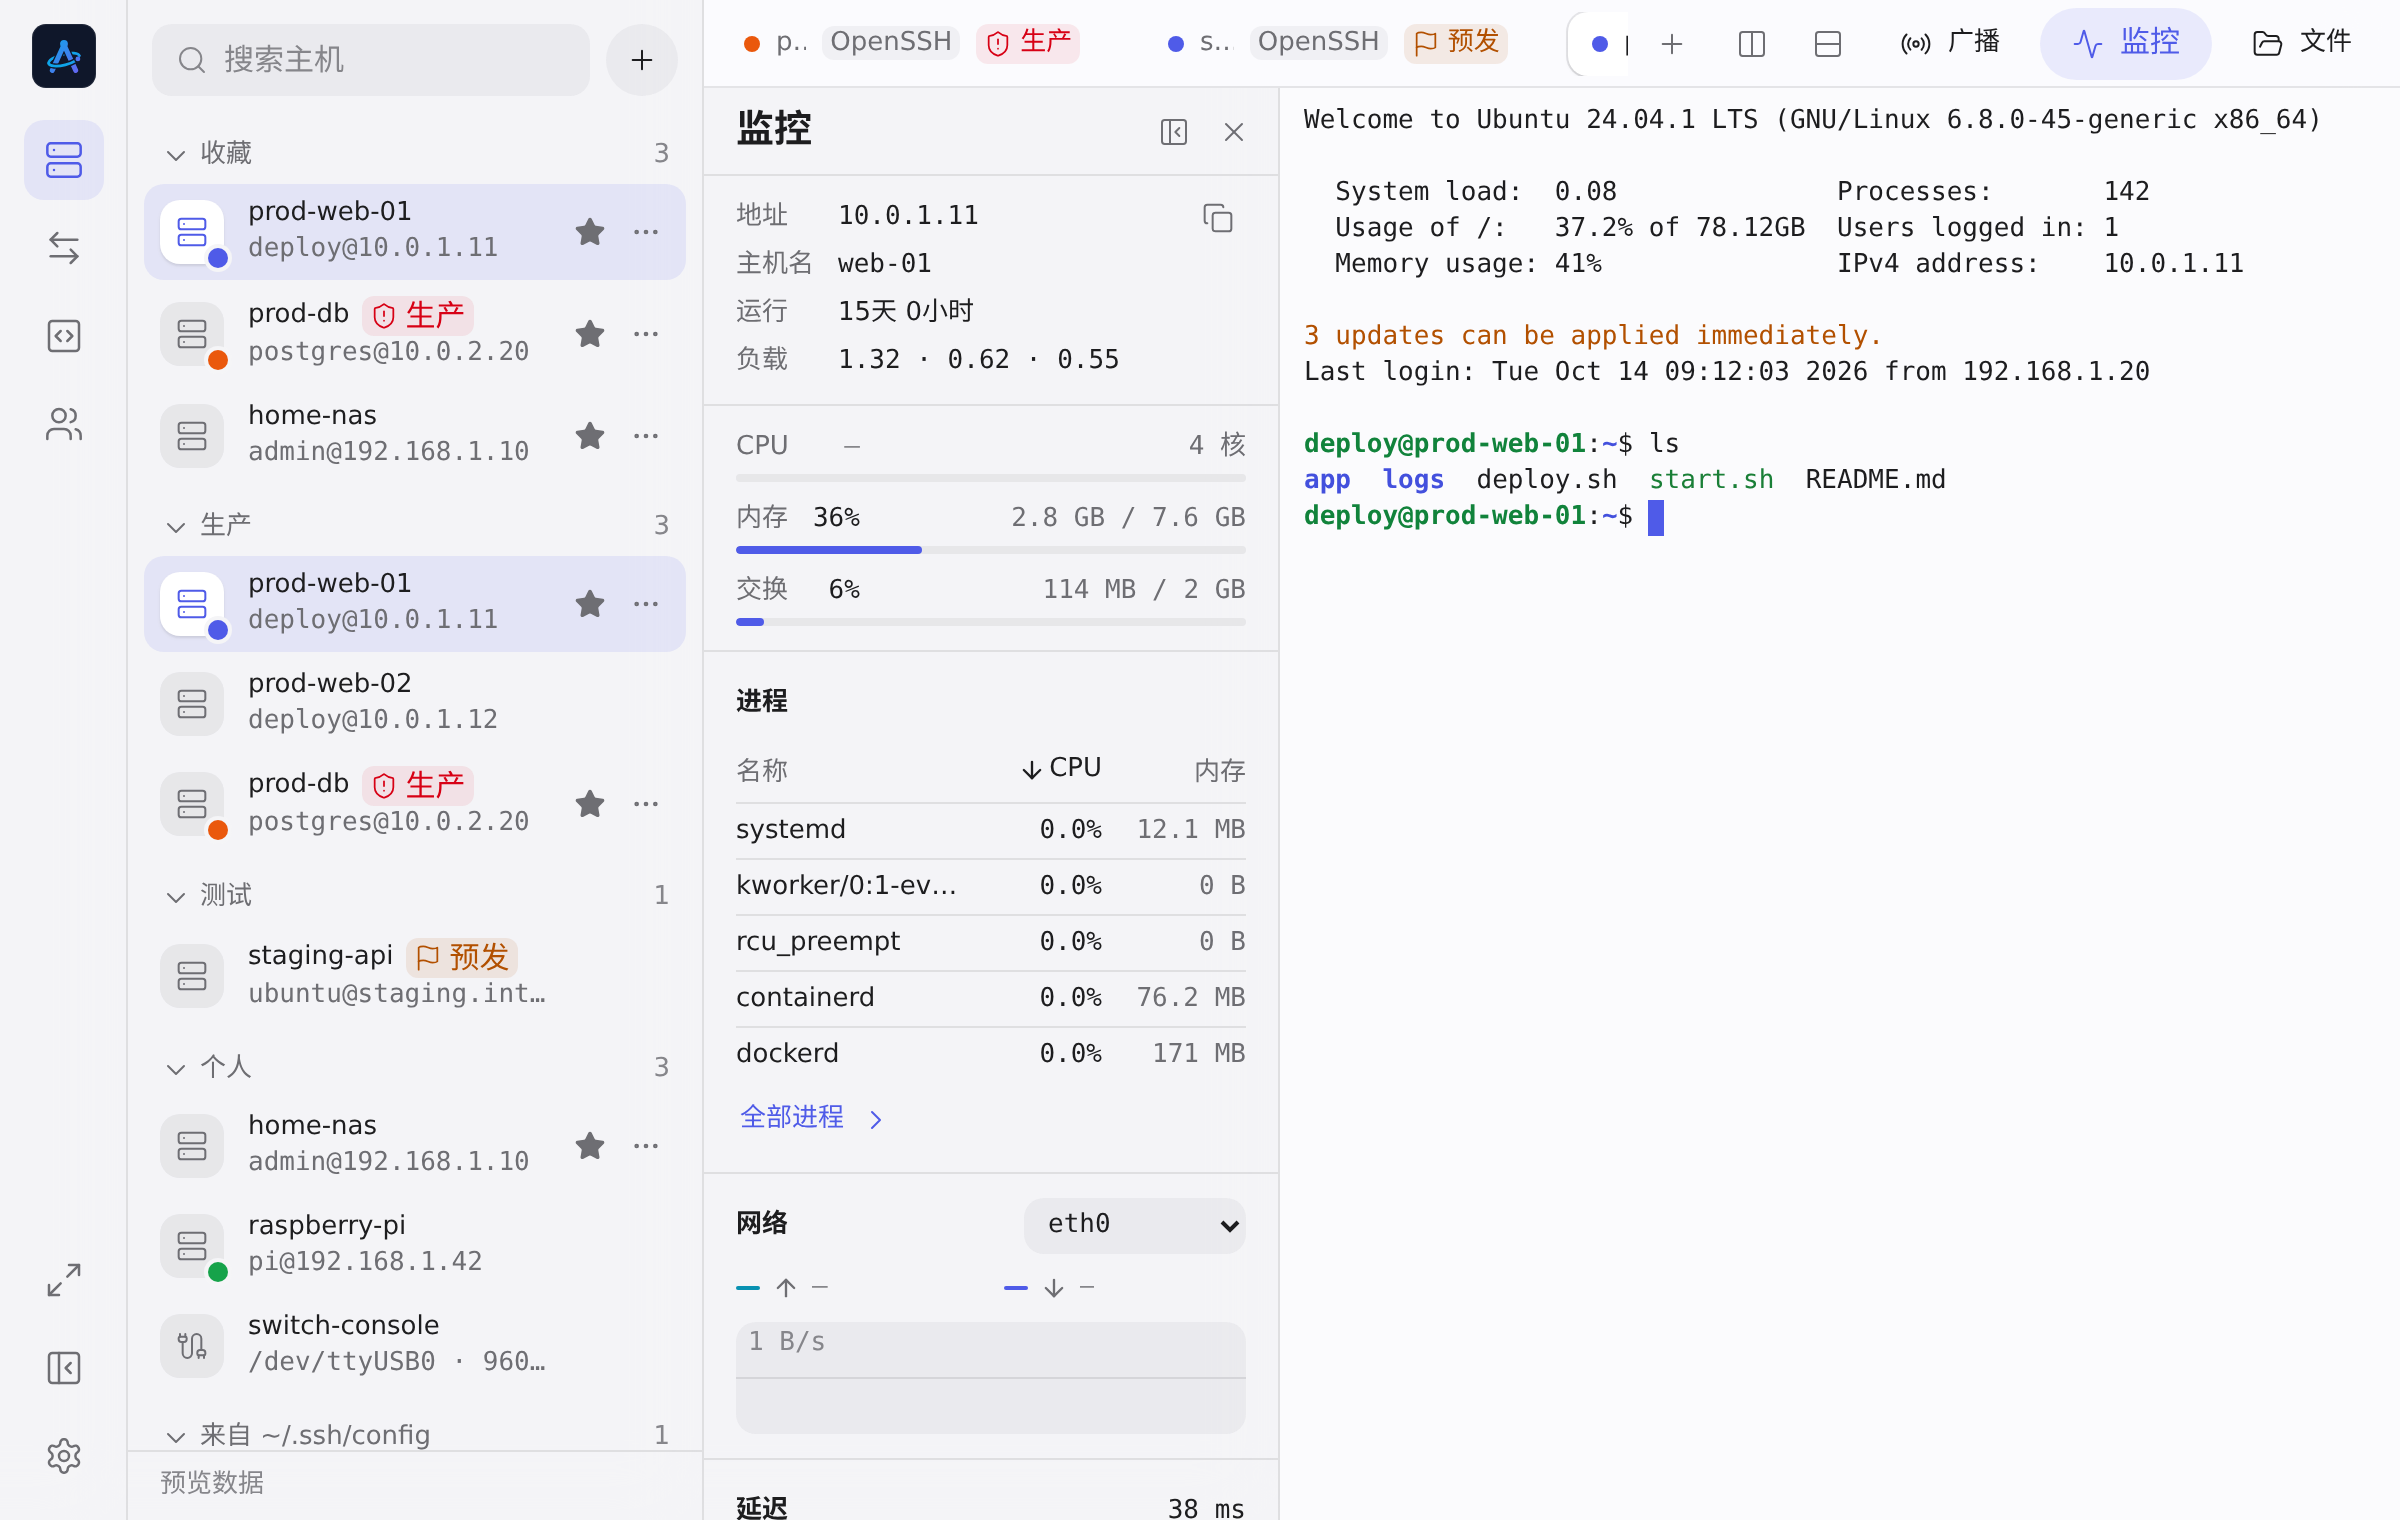 搜索主机
收藏 3
prod-web-01
deploy@10.0.1.11
prod-db 生产
postgres@10.0.2.20
home-nas
admin@192.168.1.10
生产 3
prod-web-01
deploy@10.0.1.11
prod-web-02
deploy@10.0.1.12
prod-db 生产
postgres@10.0.2.20
测试 1
staging-api 预发
ubuntu@staging.int…
个人 3
home-nas
admin@192.168.1.10
raspberry-pi
pi@192.168.1.42
switch-console
/dev/ttyUSB0 · 960…
来自 ~/.ssh/config 1
预览数据
p… OpenSSH 生产 s… OpenSSH 预发 广播 监控 文件
监控
地址 10.0.1.11
主机名 web-01
运行 15天 0小时
负载 1.32 · 0.62 · 0.55
CPU — 4 核
内存 36% 2.8 GB / 7.6 GB
交换 6% 114 MB / 2 GB
进程
名称 ↓ CPU 内存
systemd 0.0% 12.1 MB
kworker/0:1-ev… 0.0% 0 B
rcu_preempt 0.0% 0 B
containerd 0.0% 76.2 MB
dockerd 0.0% 171 MB
全部进程
网络 eth0
↑ — ↓ —
1 B/s
延迟 38 ms
Welcome to Ubuntu 24.04.1 LTS (GNU/Linux 6.8.0-45-generic x86_64)
System load: 0.08 Processes: 142
Usage of /: 37.2% of 78.12GB Users logged in: 1
Memory usage: 41% IPv4 address: 10.0.1.11
3 updates can be applied immediately.
Last login: Tue Oct 14 09:12:03 2026 from 192.168.1.20
deploy@prod-web-01:~$ ls
app logs deploy.sh start.sh README.md
deploy@prod-web-01:~$